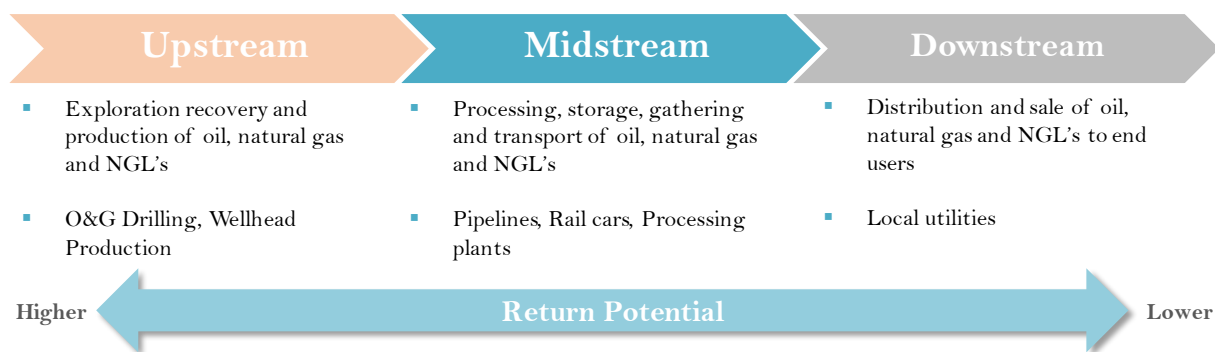 Upstream
Midstream
Downstream
▪ Exploration recovery and
production of oil, natural gas
and NGL’s
▪ O&G Drilling, Wellhead
Production
▪ Processing, storage, gathering
and transport of oil, natural gas
and NGL’s
▪ Pipelines, Rail cars, Processing
plants
▪ Distribution and sale of oil,
natural gas and NGL’s to end
users
▪ Local utilities
Higher
Return Potential
Lower